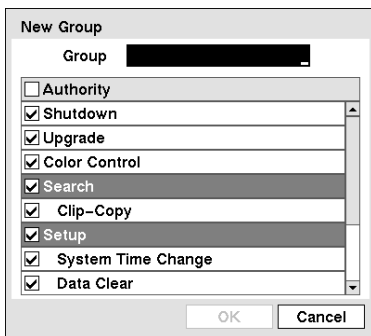 New Group
Group
Authority
Shutdown
Upgrade
Color Control
Search
Clip-Copy
Setup
System Time Change
Data Clear
OK Cancel